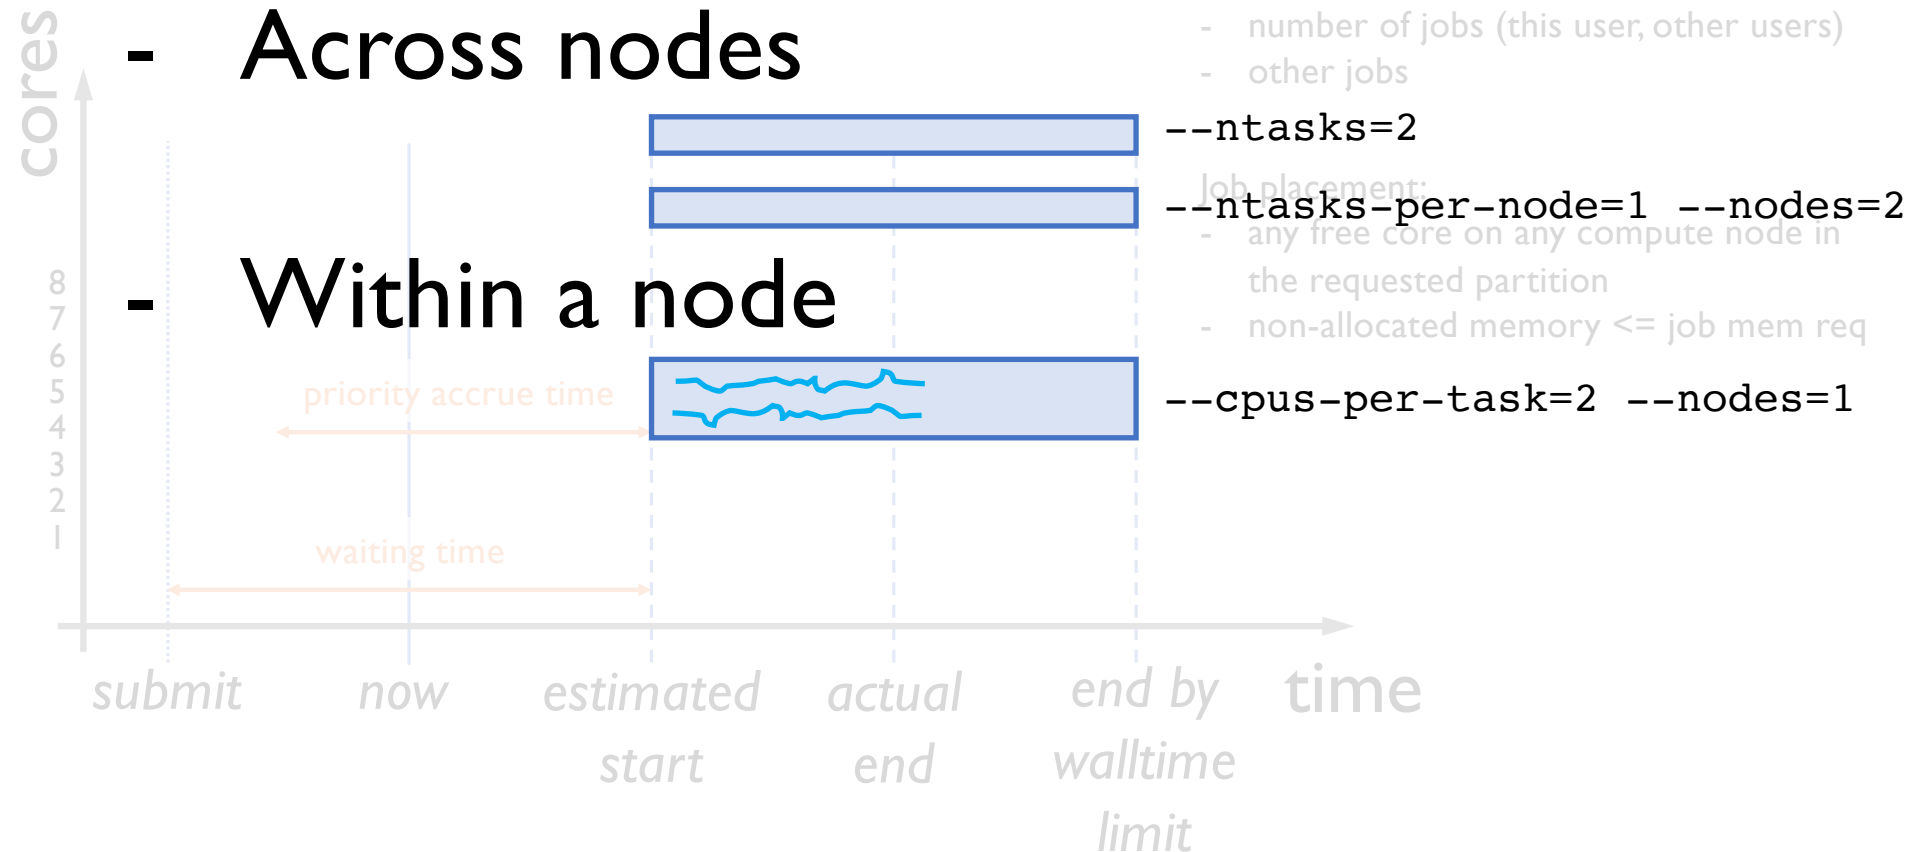 cores
- Across nodes
- number of jobs (this user, other users)
- other jobs
--ntasks=2
Job placement:
--ntasks-per-node=1 --nodes=2
- any free core on any compute node in
the requested partition
- Within a node
- non-allocated memory <= job mem req
8
7
6
5
4
3
2
1
priority accrue time
--cpus-per-task=2 --nodes=1
waiting time
submit
now
estimated
start
actual
end
end by
walltime
limit
time